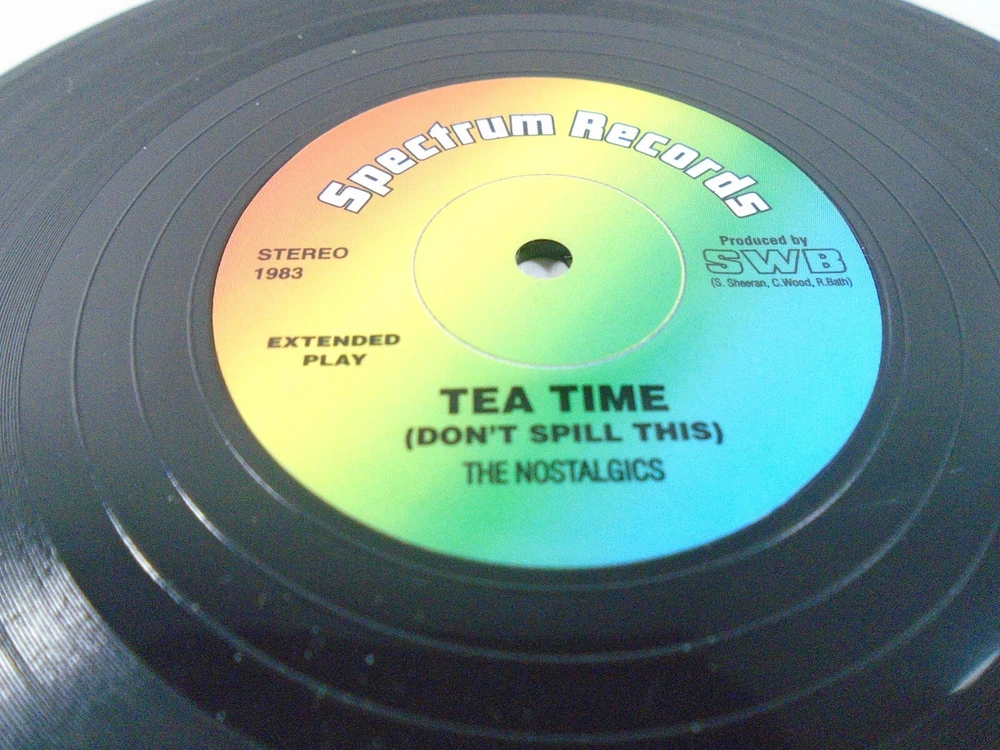 Spectrum Records
STEREO
1983
Produced by
SWB
(S. Sheeran, C.Wood, R.Bath)
EXTENDED
PLAY
TEA TIME
(DON'T SPILL THIS)
THE NOSTALGICS